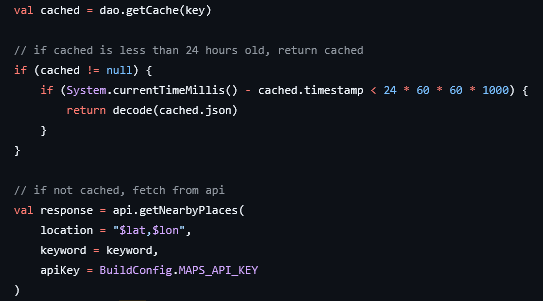 val cached = dao.getCache(key)
// if cached is less than 24 hours old, return cached
if (cached != null) {
if (System.currentTimeMillis() - cached.timestamp < 24 * 60 * 60 * 1000) {
return decode(cached.json)
}
}
// if not cached, fetch from api
val response = api.getNearbyPlaces(
location = "$lat,$lon",
keyword = keyword,
apiKey = BuildConfig.MAPS_API_KEY
)